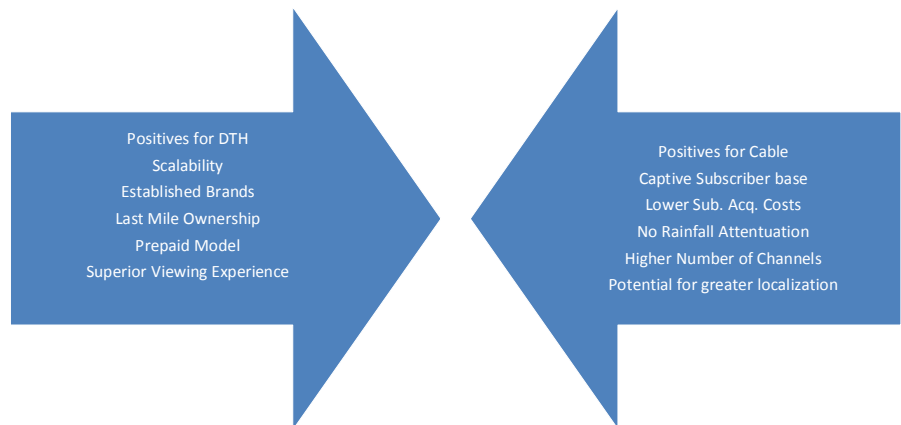 Positives for DTH
Scalability
Established Brands
Last Mile Ownership
Prepaid Model
Superior Viewing Experience
Positives for Cable
Captive Subscriber base
Lower Sub. Acq. Costs
No Rainfall Attentuation
Higher Number of Channels
Potential for greater localization